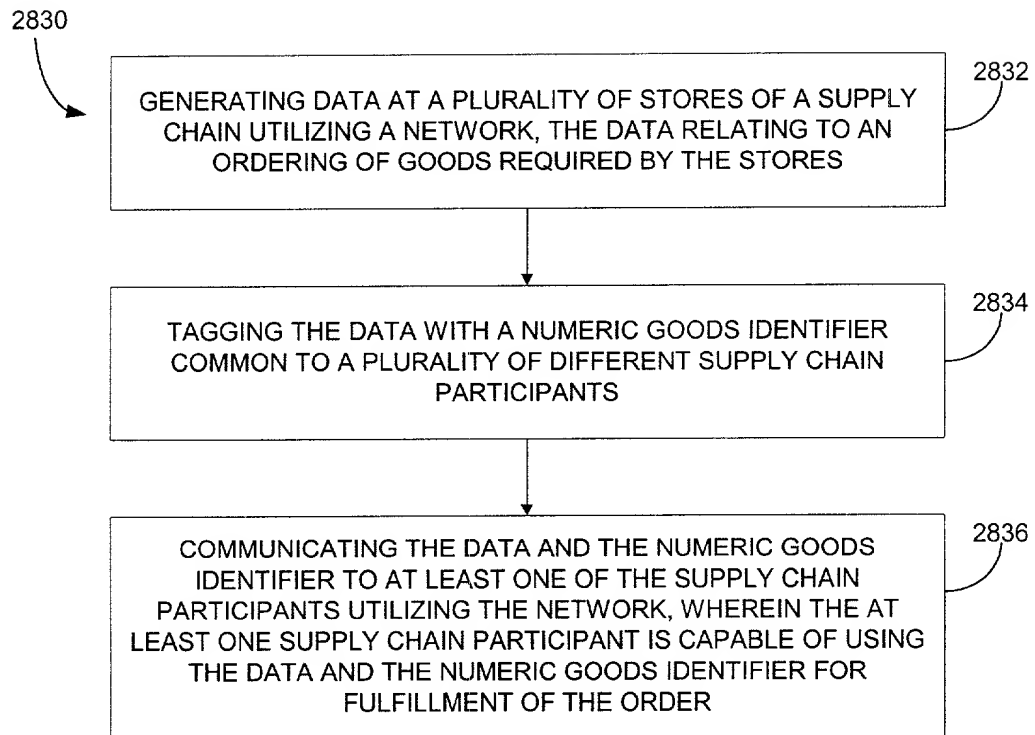 2830
2832
GENERATING DATA AT A PLURALITY OF STORES OF A SUPPLY
CHAIN UTILIZING A NETWORK, THE DATA RELATING TO AN
ORDERING OF GOODS REQUIRED BY THE STORES
2834
TAGGING THE DATA WITH A NUMERIC GOODS IDENTIFIER
COMMON TO A PLURALITY OF DIFFERENT SUPPLY CHAIN
PARTICIPANTS
2836
COMMUNICATING THE DATA AND THE NUMERIC GOODS
IDENTIFIER TO AT LEAST ONE OF THE SUPPLY CHAIN
PARTICIPANTS UTILIZING THE NETWORK, WHEREIN THE AT
LEAST ONE SUPPLY CHAIN PARTICIPANT IS CAPABLE OF USING
THE DATA AND THE NUMERIC GOODS IDENTIFIER FOR
FULFILLMENT OF THE ORDER